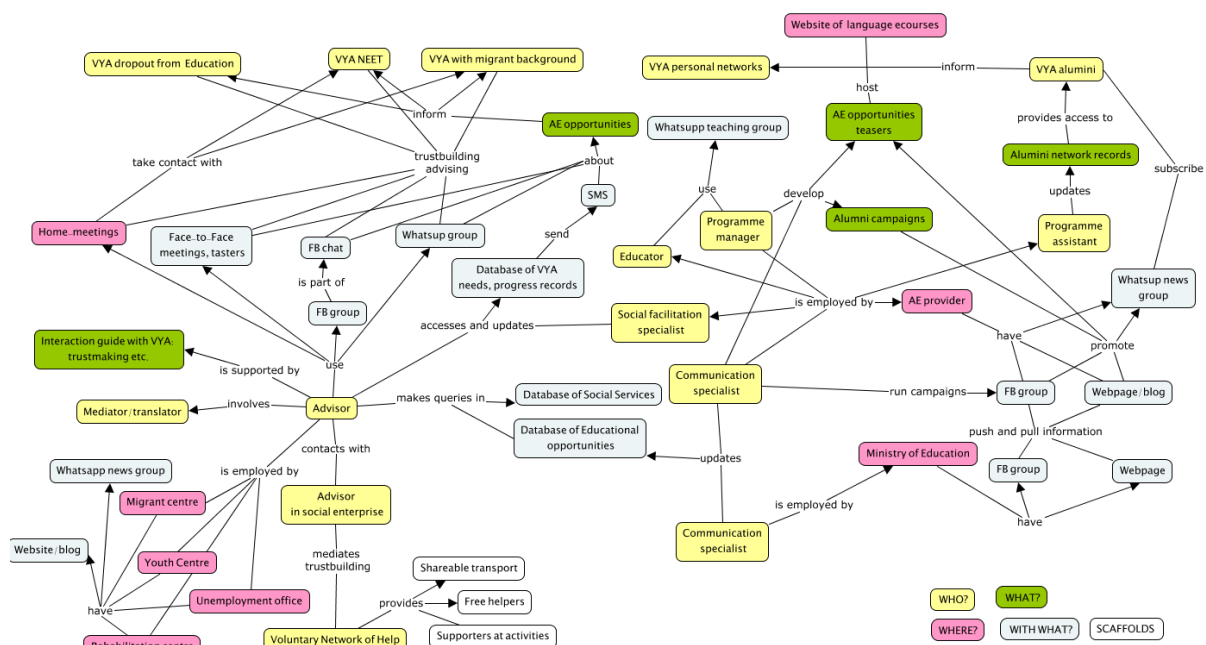 Website of language ecourses
VYA dropout from Education
VYA NEET
VYA with migrant background
VYA personal networks
inform
VYA alumini
host
inform
AE opportunities
Whatsupp teaching group
AE opportunities
teasers
provides access to
take contact with
trustbuilding
advising
about
Alumini network records
subscribe
use
develop
SMS
updates
Home-meetings
Face-to-Face
meetings, tasters
FB chat
Whatsup group
send
Programme
manager
Alumni campaigns
Programme
assistant
Educator
Database of VYA
needs, progress records
is part of
Whatsup news
group
FB group
Social facilitation
specialist
is employed by
AE provider
accesses and updates
Interaction guide with VYA:
trustmaking etc.
use
have
promote
is supported by
Communication
specialist
run campaigns
FB group
Webpage/blog
Mediator/translator
involves
Advisor
makes queries in
Database of Social Services
Database of Educational
opportunities
push and pull information
contacts with
updates
Ministry of Education
FB group
Webpage
Whatsapp news group
is employed by
Migrant centre
Advisor
in social enterprise
is employed by
have
Communication
specialist
Website/blog
Youth Centre
mediates
trustbuilding
Shareable transport
have
Unemployment office
provides
Free helpers
WHO?
WHAT?
Rehabilitation centre
Voluntary Network of Help
Supporters at activities
WHERE?
WITH WHAT?
SCAFFOLDS